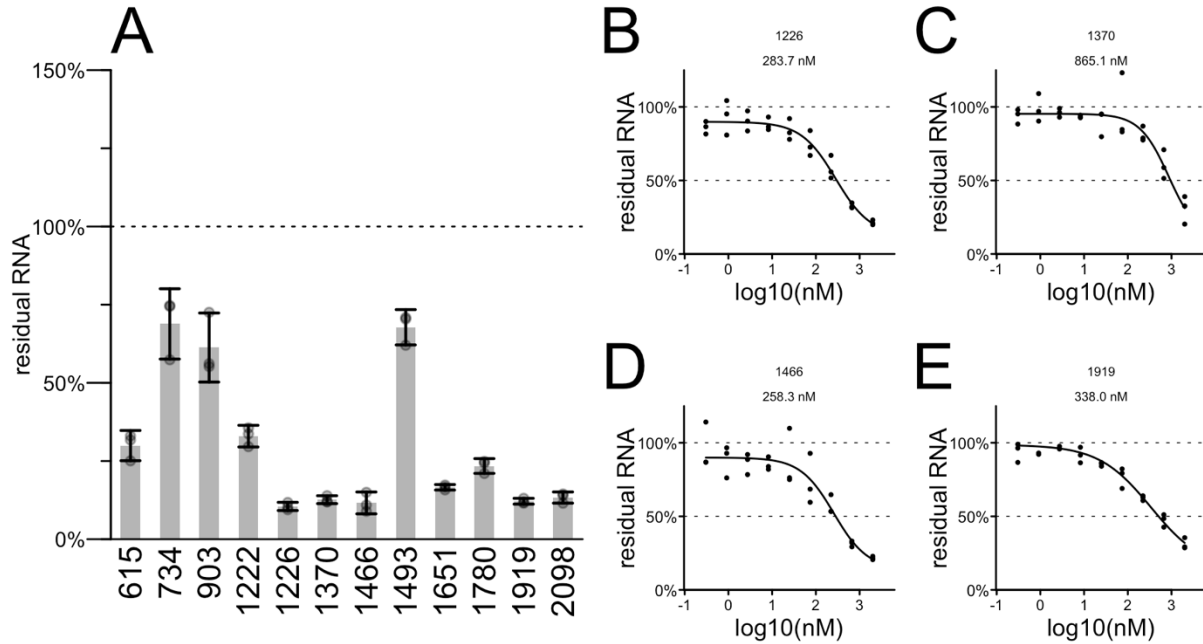 A
150%
100%
50%
0%
residual RNA
615
734
903
1222
1226
1370
1466
1493
1651
1780
1919
2098
B
1226
283.7 nM
100%
50%
0%
residual RNA
-1 0 1 2 3
log10(nM)
C
1370
865.1 nM
100%
50%
0%
residual RNA
-1 0 1 2 3
log10(nM)
D
1466
258.3 nM
100%
50%
0%
residual RNA
-1 0 1 2 3
log10(nM)
E
1919
338.0 nM
100%
50%
0%
residual RNA
-1 0 1 2 3
log10(nM)